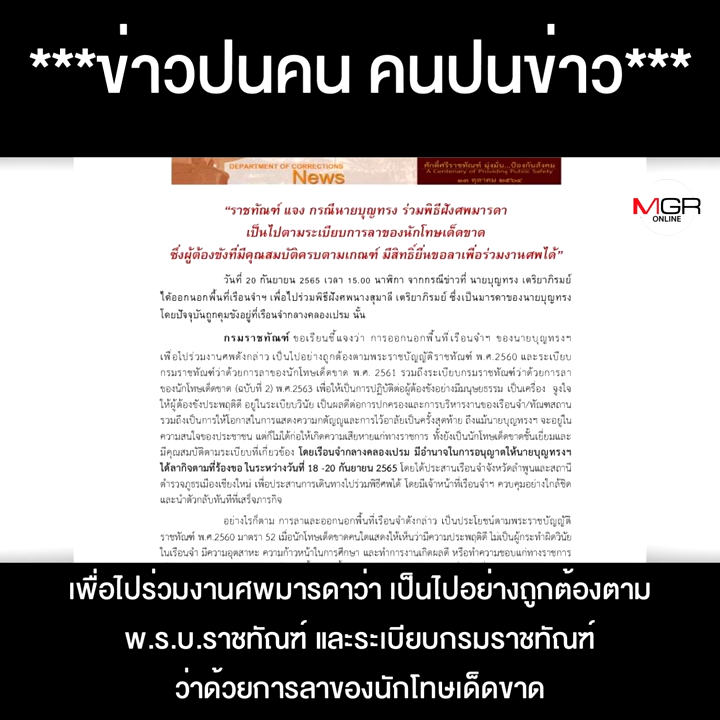 ***ข่าวปนคน คนปนข่าว***
DEPARTMENT OF CORRECTIONS
News
ศักดิ์ศรีราชทัณฑ์ มุ่งมั่น...ป้องกันสังคม
A Centenary of Providing Public Safety
๑๓ ตุลาคม ๒๕๖๔
MGR
ONLINE
“ราชทัณฑ์ แจง กรณีนายบุญทรง ร่วมพิธีฝังศพมารดา
เป็นไปตามระเบียบการลาของนักโทษเด็ดขาด
ซึ่งผู้ต้องขังที่มีคุณสมบัติครบตามเกณฑ์ มีสิทธิ์ยื่นขอลาเพื่อร่วมงานศพได้”
วันที่ 20 กันยายน 2565 เวลา 15.00 นาฬิกา จากกรณีข่าวที่ นายบุญทรง เตริยาภิรมย์
ได้ออกนอกพื้นที่เรือนจำฯ เพื่อไปร่วมพิธีฝังศพนางสุมาลี เตริยาภิรมย์ ซึ่งเป็นมารดาของนายบุญทรง
โดยปัจจุบันถูกคุมขังอยู่ที่เรือนจำกลางคลองเปรม นั้น
กรมราชทัณฑ์ ขอเรียนชี้แจงว่า การออกนอกพื้นที่เรือนจำฯ ของนายบุญทรงฯ
เพื่อไปร่วมงานศพดังกล่าว เป็นไปอย่างถูกต้องตามพระราชบัญญัติราชทัณฑ์ พ.ศ.2560 และระเบียบ
กรมราชทัณฑ์ว่าด้วยการลาของนักโทษเด็ดขาด พ.ศ. 2561 รวมถึงระเบียบกรมราชทัณฑ์ว่าด้วยการลา
ของนักโทษเด็ดขาด (ฉบับที่ 2) พ.ศ.2563 เพื่อให้เป็นการปฏิบัติต่อผู้ต้องขังอย่างมีมนุษยธรรม เป็นเครื่อง จูงใจ
ให้ผู้ต้องขังประพฤติดี อยู่ในระเบียบวินัย เป็นผลดีต่อการปกครองและการบริหารงานของเรือนจำ/ทัณฑสถาน
รวมถึงเป็นการให้โอกาสในการแสดงความกตัญญูและการไว้อาลัยเป็นครั้งสุดท้าย ถึงแม้นายบุญทรงฯ จะอยู่ใน
ความสนใจของประชาชน แต่ก็ไม่ได้ก่อให้เกิดความเสียหายแก่ทางราชการ ทั้งยังเป็นนักโทษเด็ดขาดชั้นเยี่ยมและ
มีคุณสมบัติตามระเบียบที่เกี่ยวข้อง โดยเรือนจำกลางคลองเปรม มีอำนาจในการอนุญาตให้นายบุญทรงฯ
ได้ลากิจตามที่ร้องขอ ในระหว่างวันที่ 18 -20 กันยายน 2565 โดยได้ประสานเรือนจำจังหวัดลำพูนและสถานี
ตำรวจภูธรเมืองเชียงใหม่ เพื่อประสานการเดินทางไปร่วมพิธีศพได้ โดยมีเจ้าหน้าที่เรือนจำฯ ควบคุมอย่างใกล้ชิด
และนำตัวกลับทันทีที่เสร็จภารกิจ
อย่างไรก็ตาม การลาและออกนอกพื้นที่เรือนจำดังกล่าว เป็นประโยชน์ตามพระราชบัญญัติ
ราชทัณฑ์ พ.ศ.2560 มาตรา 52 เมื่อนักโทษเด็ดขาดคนใดแสดงให้เห็นว่ามีความประพฤติดี ไม่เป็นผู้กระทำผิดวินัย
ในเรือนจำ มีความอุตสาหะ ความก้าวหน้าในการศึกษา และทำการงานเกิดผลดี หรือทำความชอบแก่ทางราชการ
เพื่อไปร่วมงานศพมารดาว่า เป็นไปอย่างถูกต้องตาม
พ.ร.บ.ราชทัณฑ์ และระเบียบกรมราชทัณฑ์
ว่าด้วยการลาของนักโทษเด็ดขาด